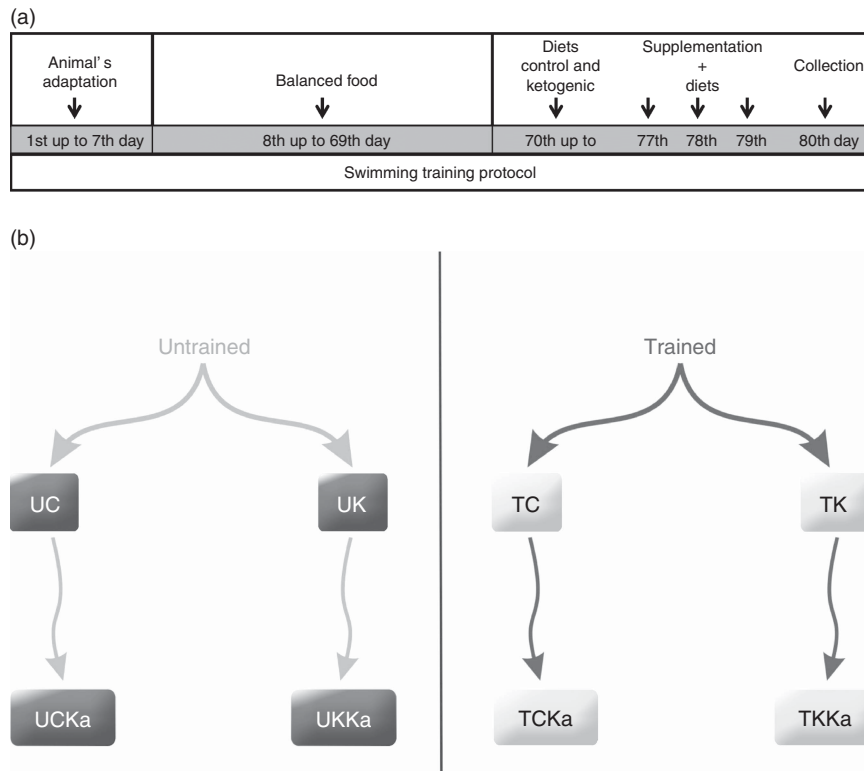 (a)
Animal's
adaptation
Balanced food
Diets
control and
ketogenic
Supplementation
+
diets
Collection
1st up to 7th day
8th up to 69th day
70th up to
77th
78th
79th
80th day
Swimming training protocol
(b)
Untrained
Trained
UC
UK
TC
TK
UCKa
UKKa
TCKa
TKKa